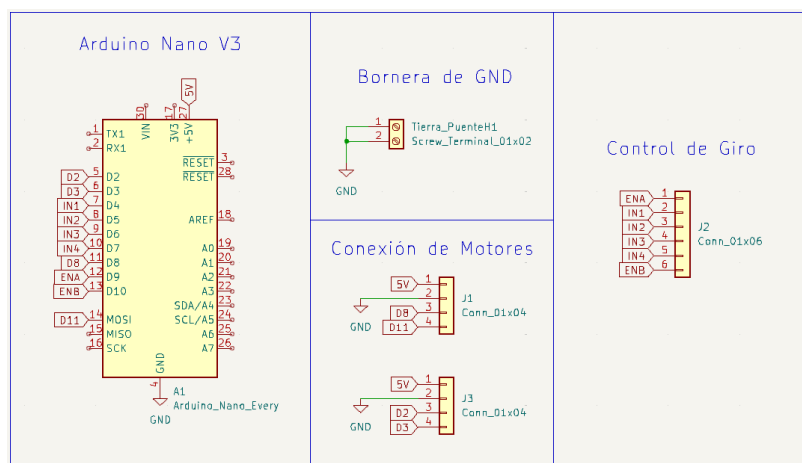 Arduino Nano V3
5V
30
17
27
VIN
3V3
+5V
1 TX1
2 RX1
RESET 3
RESET 28
D2 5 D2
D3 6 D3
IN1 7 D4
IN2 8 D5
IN3 9 D6
IN4 10 D7
D8 11 D8
ENA 12 D9
ENB 13 D10
D11 14 MOSI
15 MISO
16 SCK
AREF 18
A0 19
A1 20
A2 21
A3 22
SDA/A4 23
SCL/A5 24
A6 25
A7 26
GND
4
GND
A1
Arduino_Nano_Every
Bornera de GND
1
2
Tierra_PuenteH1
Screw_Terminal_01x02
GND
Conexión de Motores
5V 1
2
D8 3
D11 4
GND
J1
Conn_01x04
5V 1
2
D2 3
D3 4
GND
J3
Conn_01x04
Control de Giro
ENA 1
IN1 2
IN2 3
IN3 4
IN4 5
ENB 6
J2
Conn_01x06